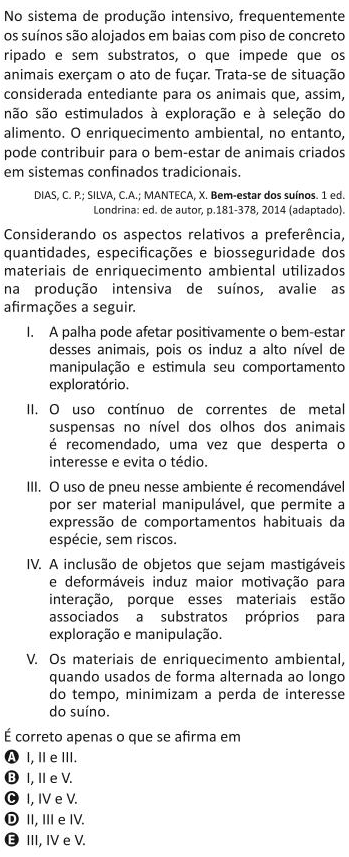 No sistema de produção intensivo, frequentemente
os suínos são alojados em baias com piso de concreto
ripado e sem substratos, o que impede que os
animais exerçam o ato de fuçar. Trata-se de situação
considerada entediante para os animais que, assim,
não são estimulados à exploração e à seleção do
alimento. O enriquecimento ambiental, no entanto,
pode contribuir para o bem-estar de animais criados
em sistemas confinados tradicionais.
DIAS, C. P.; SILVA, C.A.; MANTECA, X. Bem-estar dos suínos. 1 ed.
Londrina: ed. de autor, p.181-378, 2014 (adaptado).
Considerando os aspectos relativos a preferência,
quantidades, especificações e biosseguridade dos
materiais de enriquecimento ambiental utilizados
na produção intensiva de suínos, avalie as
afirmações a seguir.
I. A palha pode afetar positivamente o bem-estar
desses animais, pois os induz a alto nível de
manipulação e estimula seu comportamento
exploratório.
II. O uso contínuo de correntes de metal
suspensas no nível dos olhos dos animais
é recomendado, uma vez que desperta o
interesse e evita o tédio.
III. O uso de pneu nesse ambiente é recomendável
por ser material manipulável, que permite a
expressão de comportamentos habituais da
espécie, sem riscos.
IV. A inclusão de objetos que sejam mastigáveis
e deformáveis induz maior motivação para
interação, porque esses materiais estão
associados a substratos próprios para
exploração e manipulação.
V. Os materiais de enriquecimento ambiental,
quando usados de forma alternada ao longo
do tempo, minimizam a perda de interesse
do suíno.
É correto apenas o que se afirma em
A I, II e III.
B I, II e V.
C I, IV e V.
D II, III e IV.
E III, IV e V.